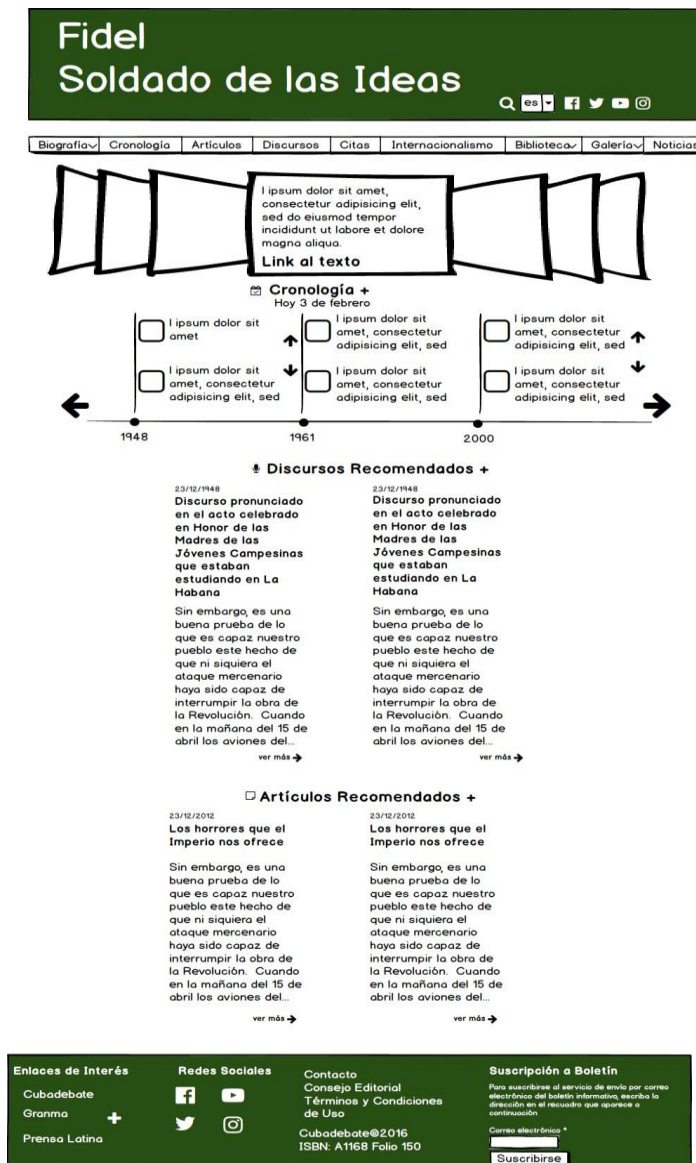 Fidel
Soldado de las Ideas
es
Biografía
Cronología
Artículos
Discursos
Citas
Internacionalismo
Biblioteca
Galería
Noticias
l ipsum dolor sit amet,
consectetur adipisicing elit,
sed do eiusmod tempor
incididunt ut labore et dolore
magna aliqua.
Link al texto
Cronología +
Hoy 3 de febrero
l ipsum dolor sit
amet
l ipsum dolor sit
amet, consectetur
adipisicing elit, sed
l ipsum dolor sit
amet, consectetur
adipisicing elit, sed
l ipsum dolor sit
amet, consectetur
adipisicing elit, sed
l ipsum dolor sit
amet, consectetur
adipisicing elit, sed
l ipsum dolor sit
amet, consectetur
adipisicing elit, sed
1948
1961
2000
Discursos Recomendados +
23/12/1948
Discurso pronunciado
en el acto celebrado
en Honor de las
Madres de las
Jóvenes Campesinas
que estaban
estudiando en La
Habana
Sin embargo, es una
buena prueba de lo
que es capaz nuestro
pueblo este hecho de
que ni siquiera el
ataque mercenario
haya sido capaz de
interrumpir la obra de
la Revolución. Cuando
en la mañana del 15 de
abril los aviones del...
ver más
23/12/1948
Discurso pronunciado
en el acto celebrado
en Honor de las
Madres de las
Jóvenes Campesinas
que estaban
estudiando en La
Habana
Sin embargo, es una
buena prueba de lo
que es capaz nuestro
pueblo este hecho de
que ni siquiera el
ataque mercenario
haya sido capaz de
interrumpir la obra de
la Revolución. Cuando
en la mañana del 15 de
abril los aviones del...
ver más
Artículos Recomendados +
23/12/2012
Los horrores que el
Imperio nos ofrece
Sin embargo, es una
buena prueba de lo
que es capaz nuestro
pueblo este hecho de
que ni siquiera el
ataque mercenario
haya sido capaz de
interrumpir la obra de
la Revolución. Cuando
en la mañana del 15 de
abril los aviones del...
ver más
23/12/2012
Los horrores que el
Imperio nos ofrece
Sin embargo, es una
buena prueba de lo
que es capaz nuestro
pueblo este hecho de
que ni siquiera el
ataque mercenario
haya sido capaz de
interrumpir la obra de
la Revolución. Cuando
en la mañana del 15 de
abril los aviones del...
ver más
Enlaces de Interés
Cubadebate
Granma
Prensa Latina
Redes Sociales
Contacto
Consejo Editorial
Términos y Condiciones
de Uso
Cubadebate©2016
ISBN: A1168 Folio 150
Suscripción a Boletín
Para suscribirse al servicio de envío por correo
electrónico del boletín informativo, escriba la
dirección en el recuadro que aparece a
continuación
Correo electrónico *
Suscribirse